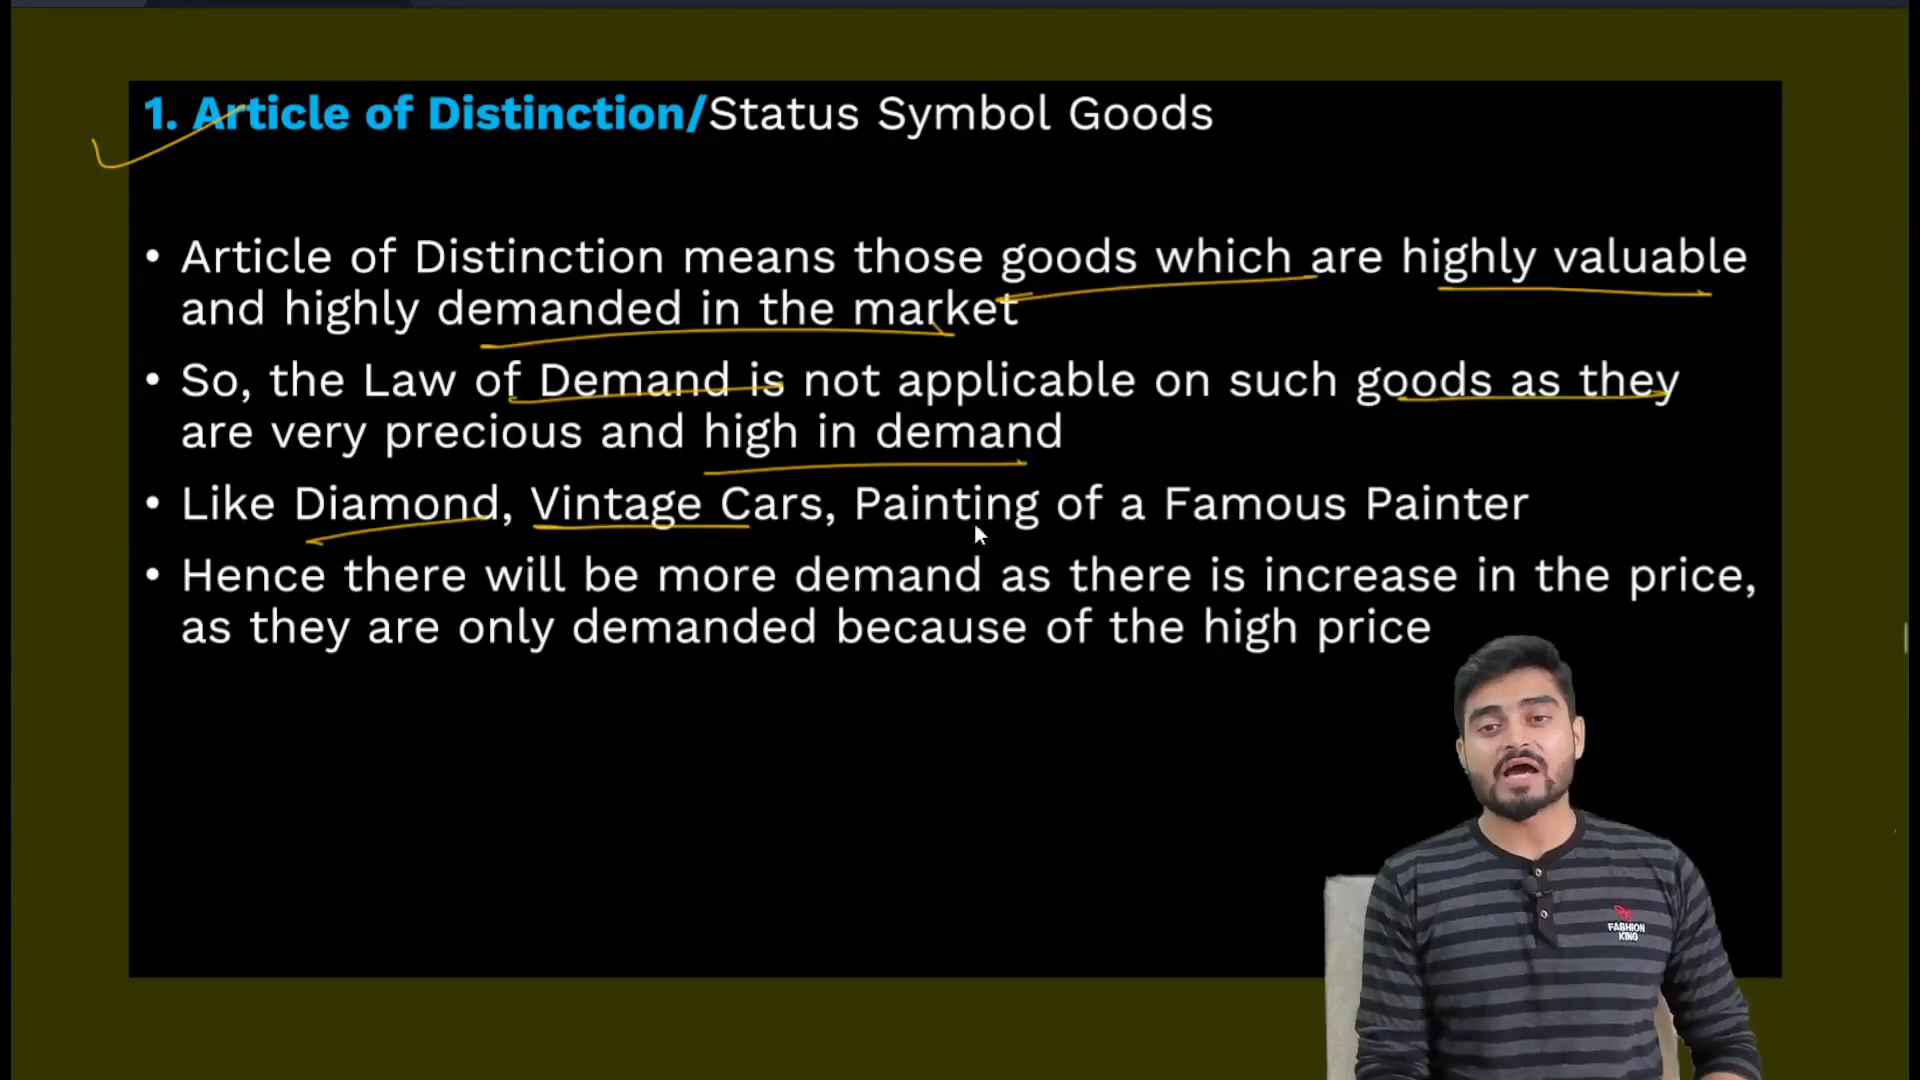 1. Article of Distinction/Status Symbol Goods
• Article of Distinction means those goods which are highly valuable
and highly demanded in the market
• So, the Law of Demand is not applicable on such goods as they
are very precious and high in demand
• Like Diamond, Vintage Cars, Painting of a Famous Painter
• Hence there will be more demand as there is increase in the price,
as they are only demanded because of the high price
FASHION
KING